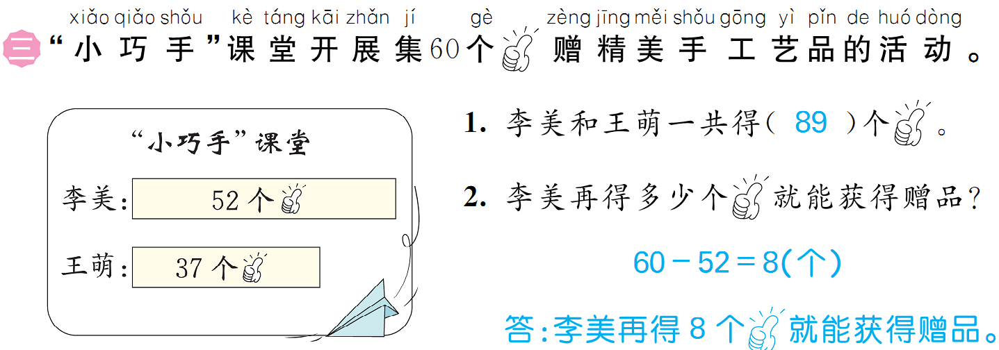 xiǎo qiǎo shǒu kè táng kāi zhǎn jí gè zèng jīng měi shǒu gōng yì pǐn de huó dòng
三 “小巧手”课堂开展集60个 赠精美手工艺品的活动。
“小巧手”课堂
李美: 52个
王萌: 37个
1. 李美和王萌一共得( 89 )个 。
2. 李美再得多少个 就能获得赠品?
60-52=8(个)
答:李美再得 8 个 就能获得赠品。